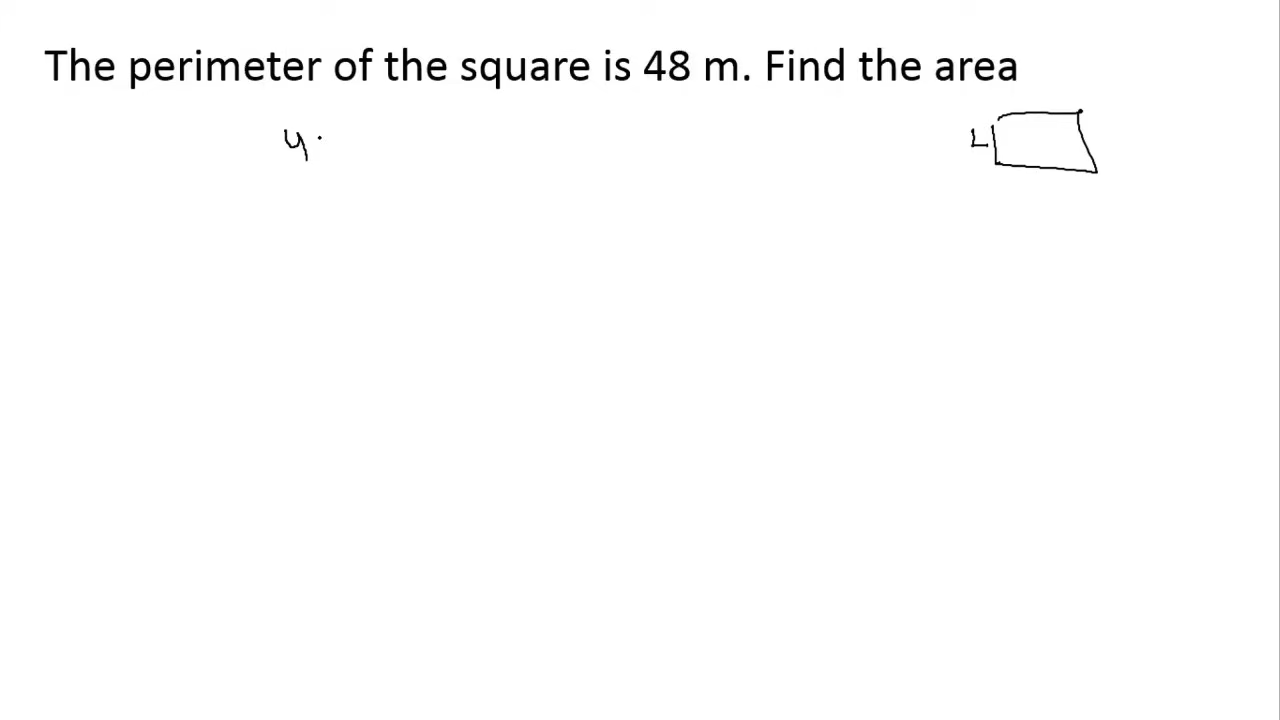 The perimeter of the square is 48 m. Find the area
4. L